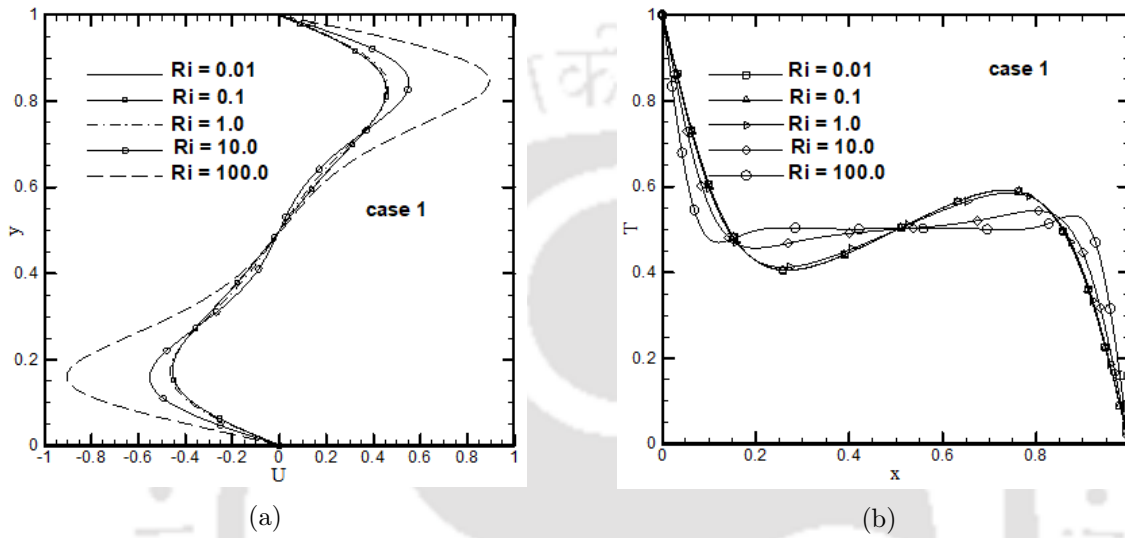 1
0.8
0.6
0.4
0.2
0
y
Ri = 0.01
Ri = 0.1
Ri = 1.0
Ri = 10.0
Ri = 100.0
case 1
-1 -0.8 -0.6 -0.4 -0.2 0 0.2 0.4 0.6 0.8 1
U
(a)
1
0.8
0.6
0.4
0.2
0
T
Ri = 0.01
Ri = 0.1
Ri = 1.0
Ri = 10.0
Ri = 100.0
case 1
0 0.2 0.4 0.6 0.8
x
(b)